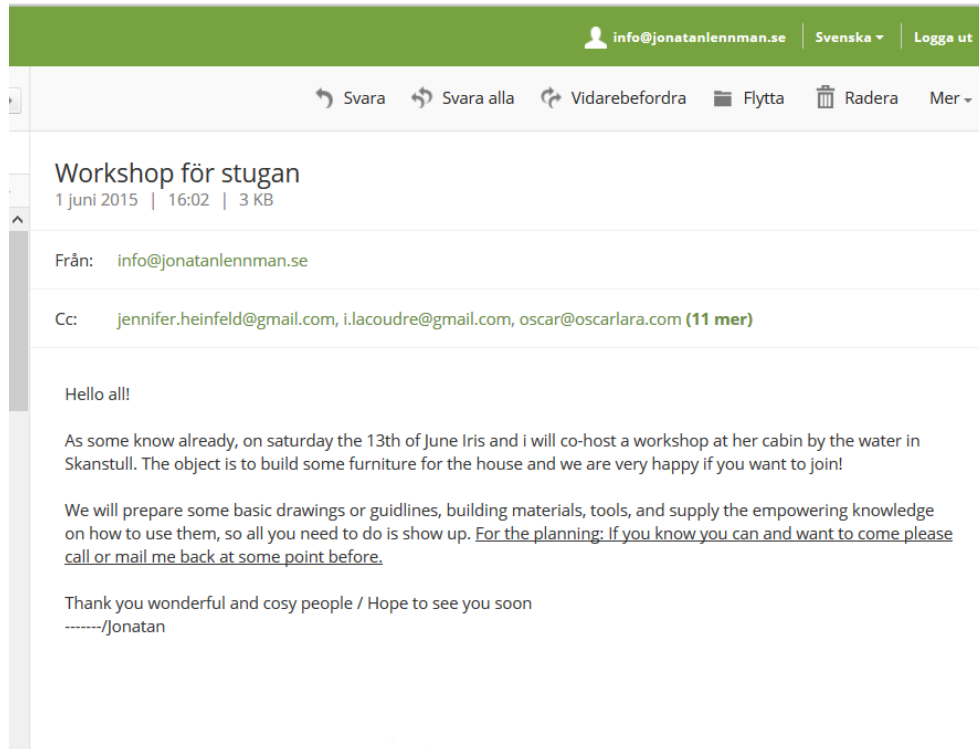 info@jonatanlennman.se Svenska Logga ut
Svara Svara alla Vidarebefordra Flytta Radera Mer
Workshop för stugan
1 juni 2015 | 16:02 | 3 KB
Från: info@jonatanlennman.se
Cc: jennifer.heinfeld@gmail.com, i.lacoudre@gmail.com, oscar@oscarlara.com (11 mer)
Hello all!
As some know already, on saturday the 13th of June Iris and i will co-host a workshop at her cabin by the water in
Skanstull. The object is to build some furniture for the house and we are very happy if you want to join!
We will prepare some basic drawings or guidlines, building materials, tools, and supply the empowering knowledge
on how to use them, so all you need to do is show up. For the planning: If you know you can and want to come please
call or mail me back at some point before.
Thank you wonderful and cosy people / Hope to see you soon
-------/Jonatan